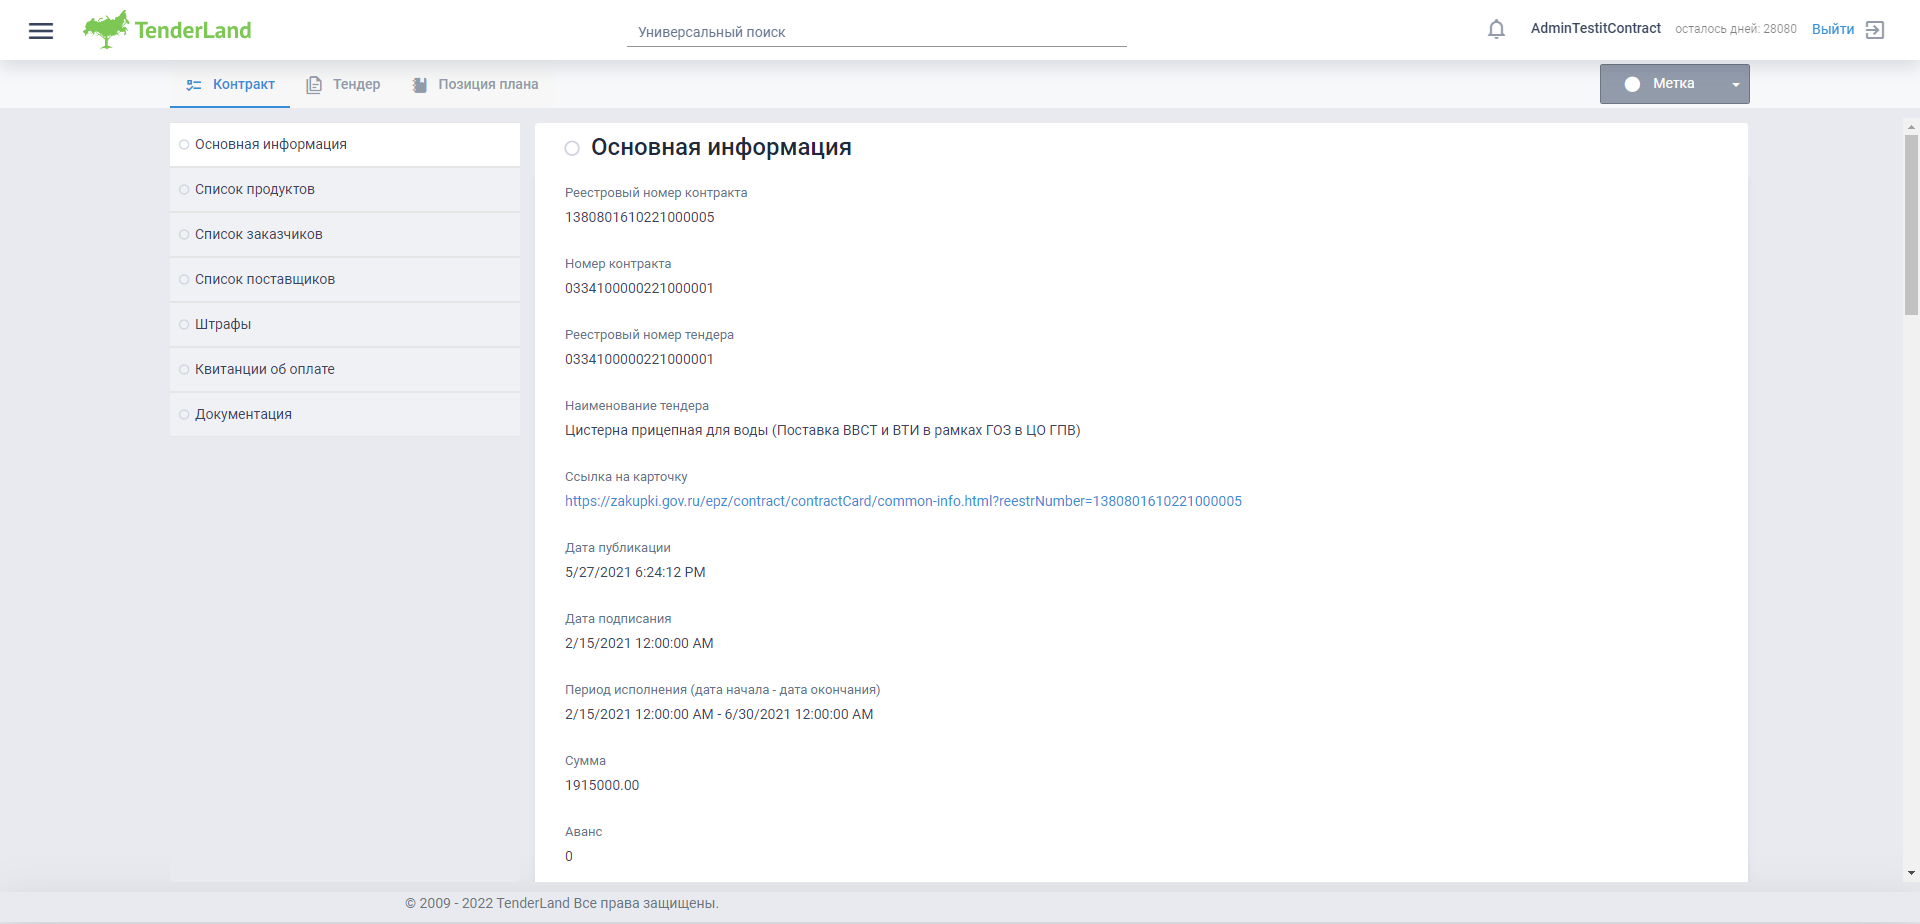 TenderLand
Универсальный поиск
AdminTestitContract
осталось дней: 28080
Выйти
Контракт
Тендер
Позиция плана
Метка
Основная информация
Список продуктов
Список заказчиков
Список поставщиков
Штрафы
Квитанции об оплате
Документация
Основная информация
Реестровый номер контракта
1380801610221000005
Номер контракта
0334100000221000001
Реестровый номер тендера
0334100000221000001
Наименование тендера
Цистерна прицепная для воды (Поставка ВВСТ и ВТИ в рамках ГОЗ в ЦО ГПВ)
Ссылка на карточку
https://zakupki.gov.ru/epz/contract/contractCard/common-info.html?reestrNumber=1380801610221000005
Дата публикации
5/27/2021 6:24:12 PM
Дата подписания
2/15/2021 12:00:00 AM
Период исполнения (дата начала - дата окончания)
2/15/2021 12:00:00 AM - 6/30/2021 12:00:00 AM
Сумма
1915000.00
Аванс
0
© 2009 - 2022 TenderLand Все права защищены.